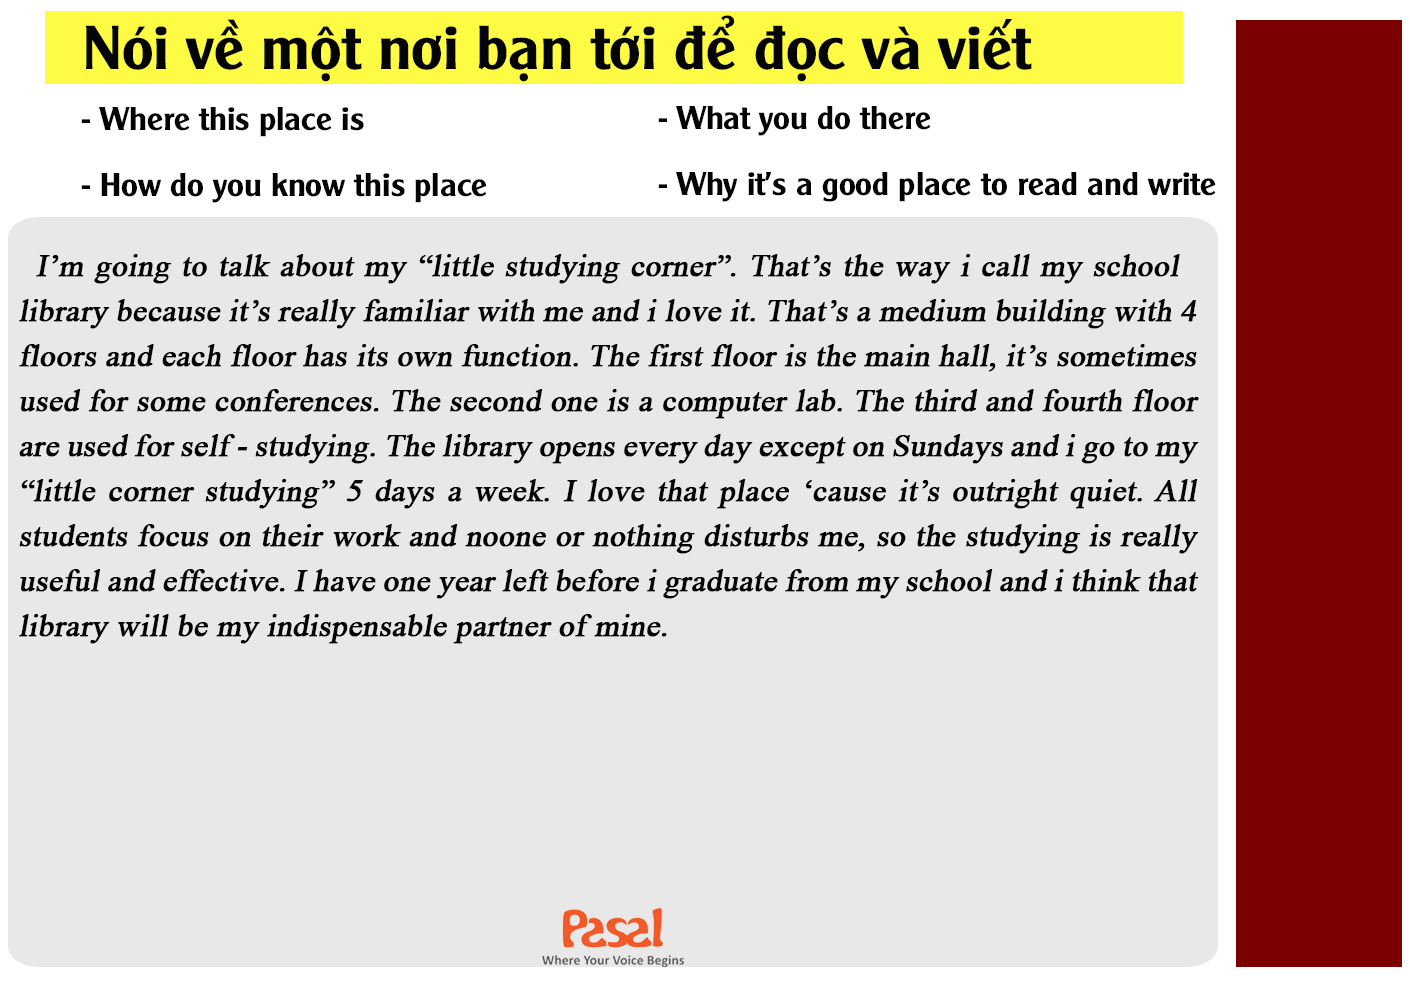 Nói về một nơi bạn tới để đọc và viết
- Where this place is
- What you do there
- How do you know this place
- Why it's a good place to read and write
I'm going to talk about my “little studying corner”. That's the way i call my school
library because it's really familiar with me and i love it. That's a medium building with 4
floors and each floor has its own function. The first floor is the main hall, it's sometimes
used for some conferences. The second one is a computer lab. The third and fourth floor
are used for self - studying. The library opens every day except on Sundays and i go to my
“little corner studying” 5 days a week. I love that place ‘cause it's outright quiet. All
students focus on their work and noone or nothing disturbs me, so the studying is really
useful and effective. I have one year left before i graduate from my school and i think that
library will be my indispensable partner of mine.
Pasal
Where Your Voice Begins